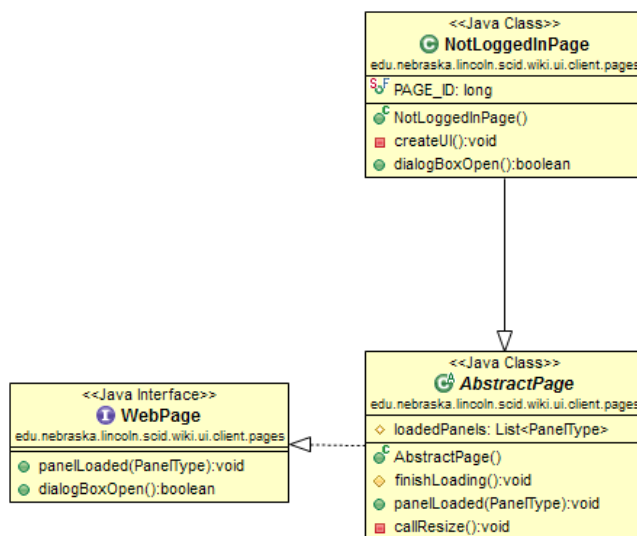 <<Java Class>>
NotLoggedInPage
edu.nebraska.lincoln.scid.wiki.ui.client.pages
PAGE_ID: long
NotLoggedInPage()
createUI():void
dialogBoxOpen():boolean
<<Java Interface>>
WebPage
edu.nebraska.lincoln.scid.wiki.ui.client.pages
panelLoaded(PanelType):void
dialogBoxOpen():boolean
<<Java Class>>
AbstractPage
edu.nebraska.lincoln.scid.wiki.ui.client.pages
loadedPanels: List<PanelType>
AbstractPage()
finishLoading():void
panelLoaded(PanelType):void
callResize():void